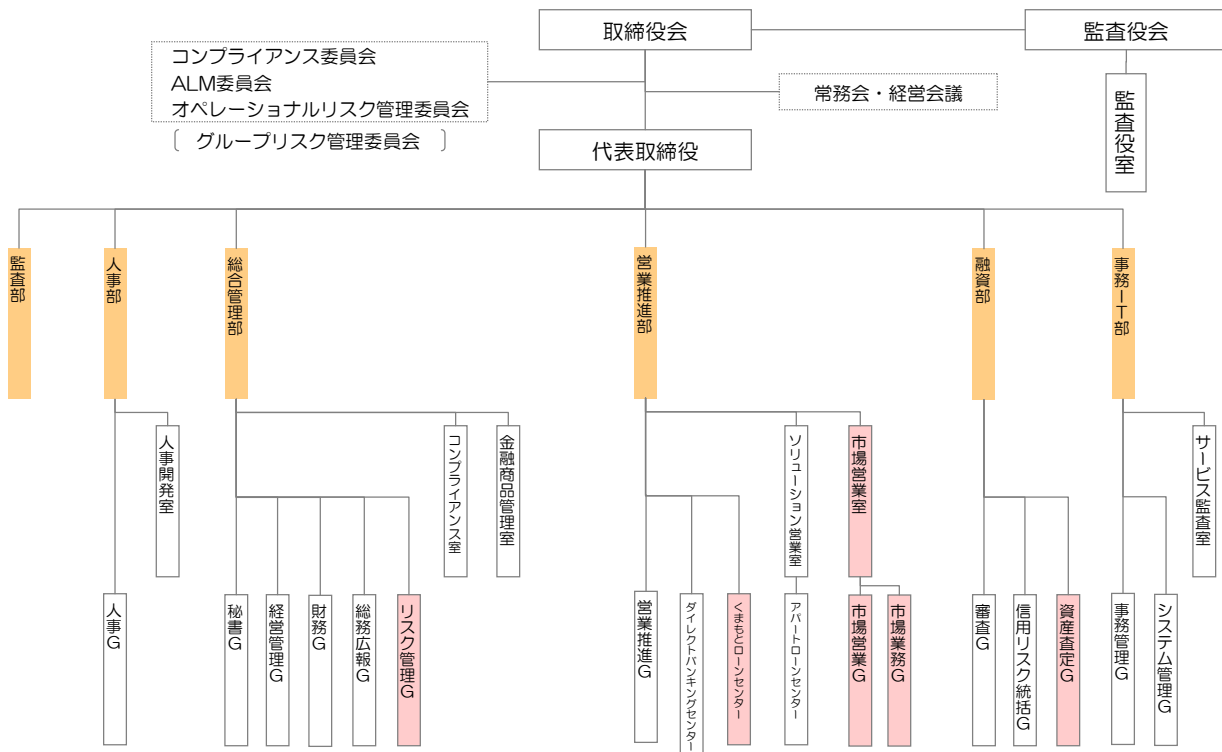 取締役会
監査役会
コンプライアンス委員会
ALM委員会
オペレーショナルリスク管理委員会
〔 グループリスク管理委員会 〕
常務会・経営会議
監査役室
代表取締役
監査部
人事部
総合管理部
営業推進部
融資部
事務IT部
人事開発室
コンプライアンス室
金融商品管理室
ソリューション営業室
市場営業室
サービス監査室
人事G
秘書G
経営管理G
財務G
総務広報G
リスク管理G
営業推進G
ダイレクトバンキングセンター
くまもとローンセンター
アパートローンセンター
市場営業G
市場業務G
審査G
信用リスク統括G
資産査定G
事務管理G
システム管理G